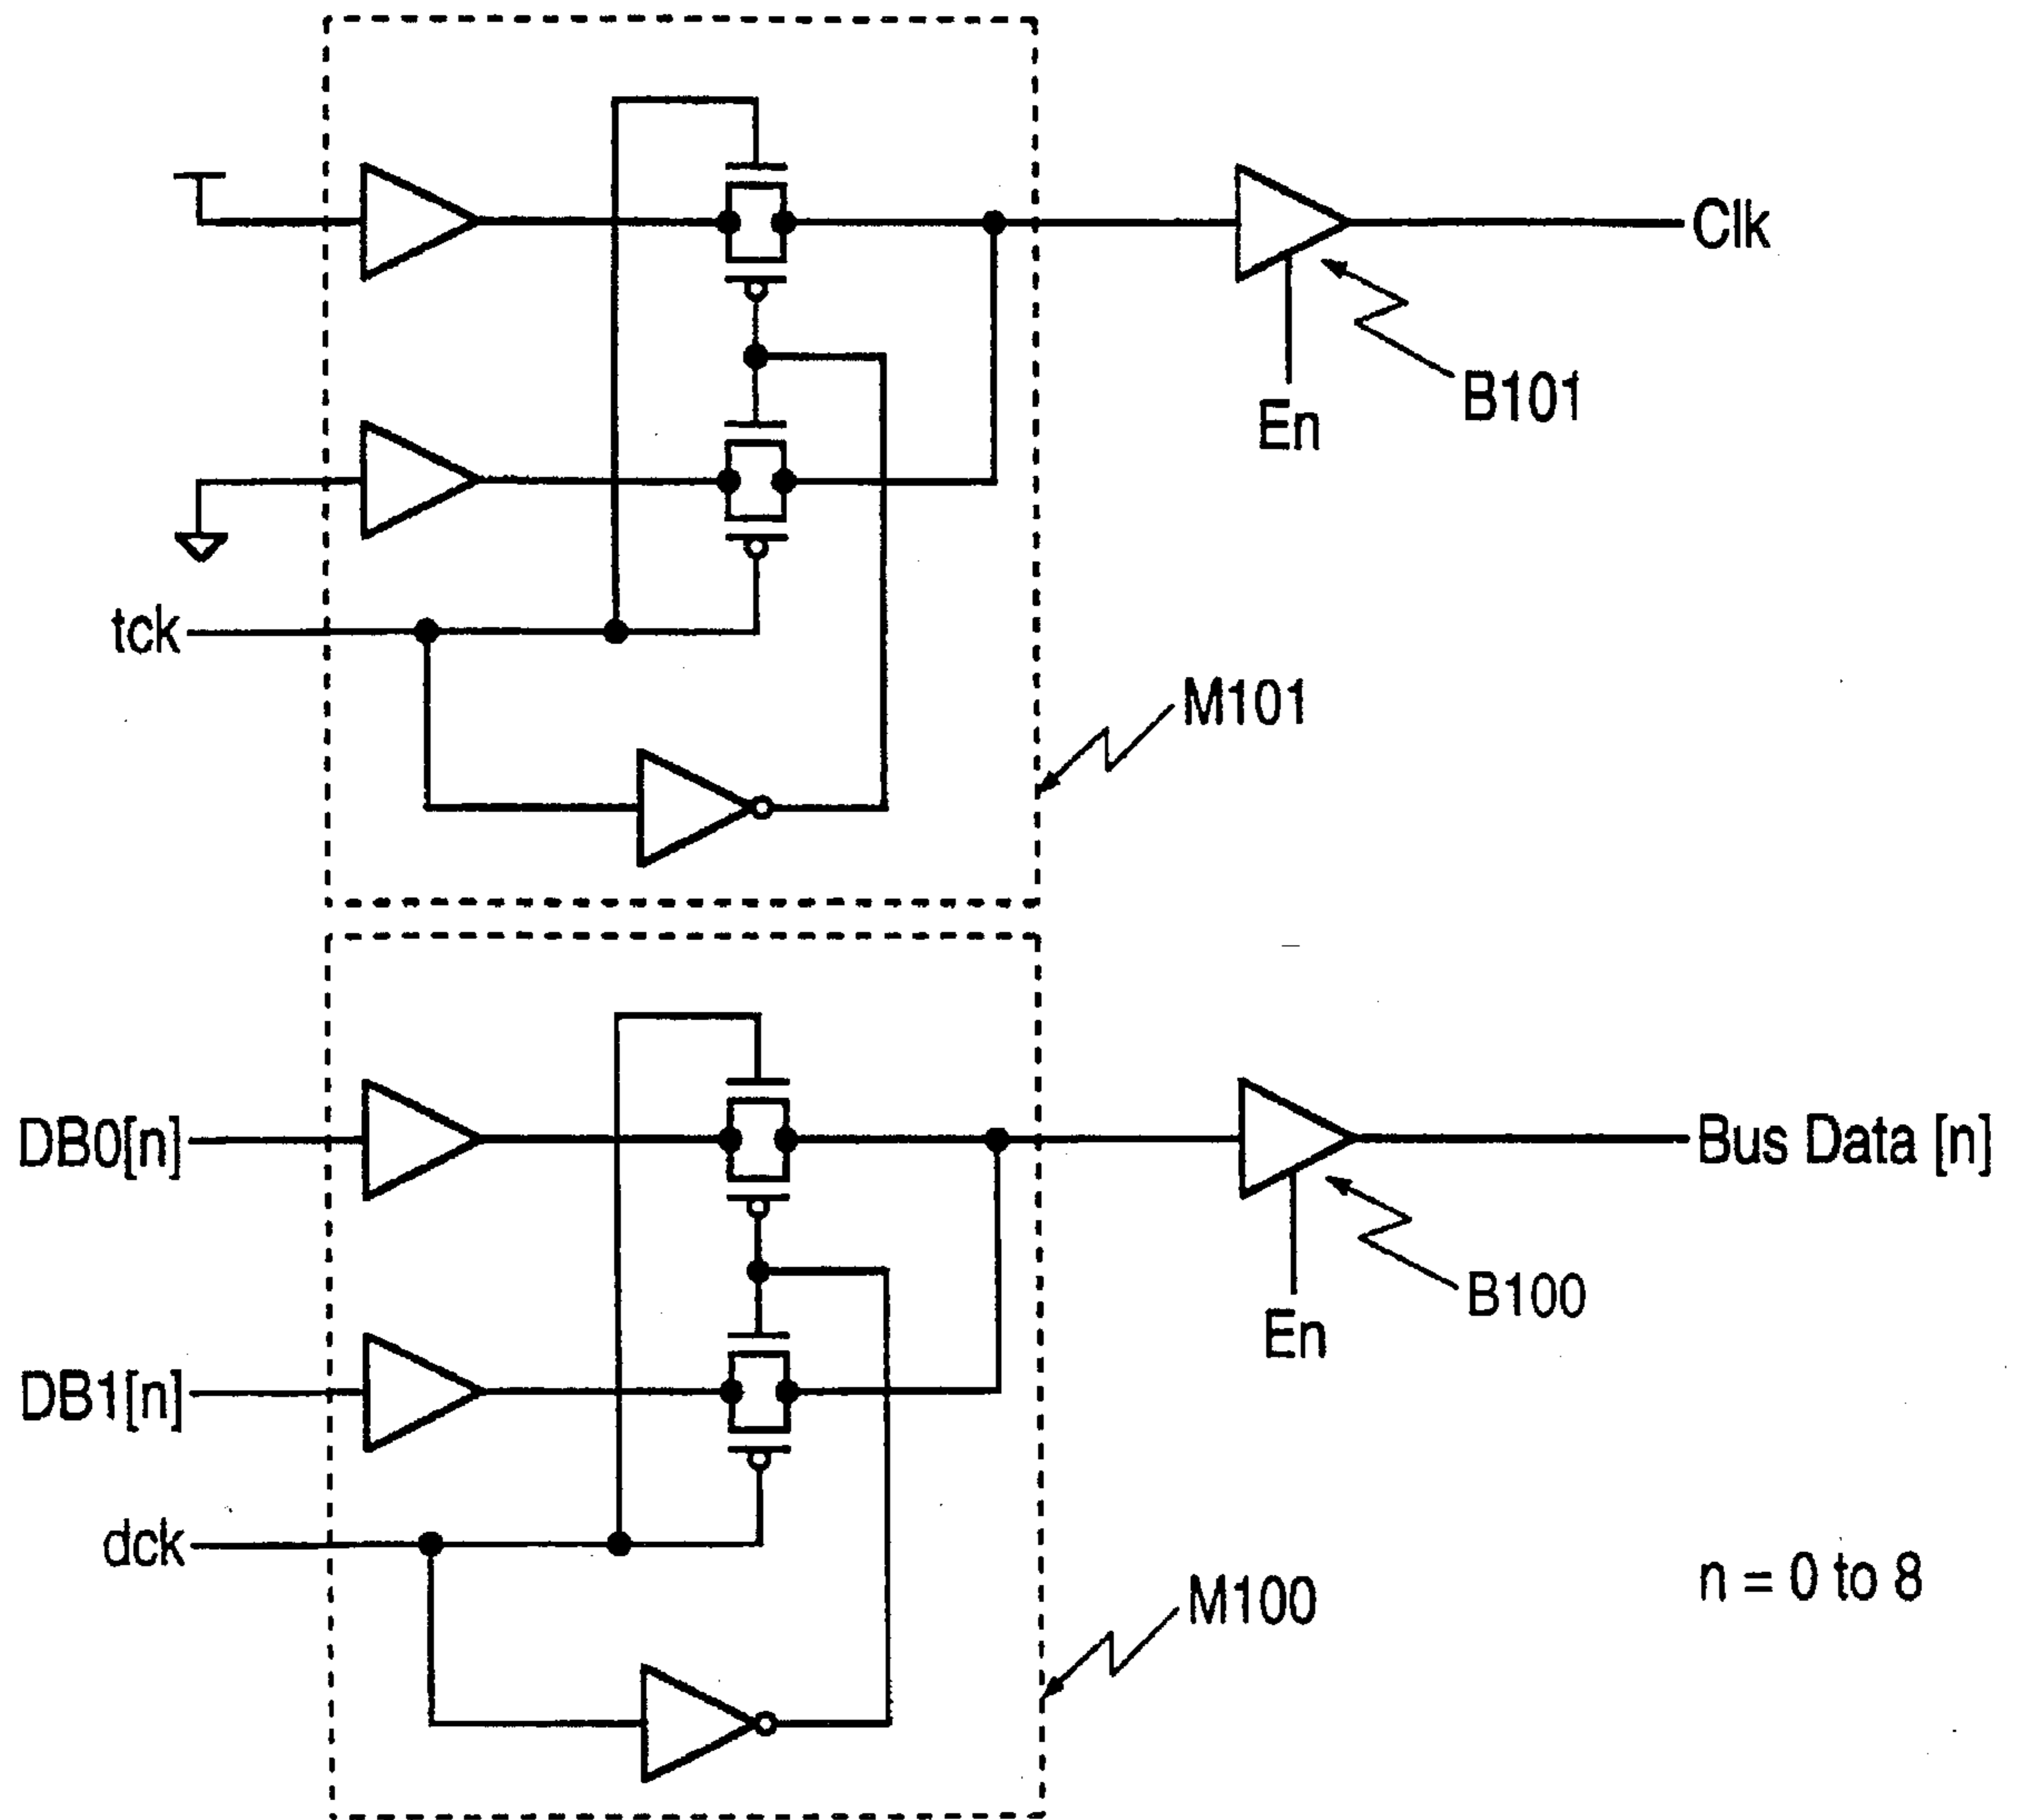 Clk
B101
En
tck
M101
DB0[n]
Bus Data [n]
B100
En
DB1[n]
dck
n = 0 to 8
M100